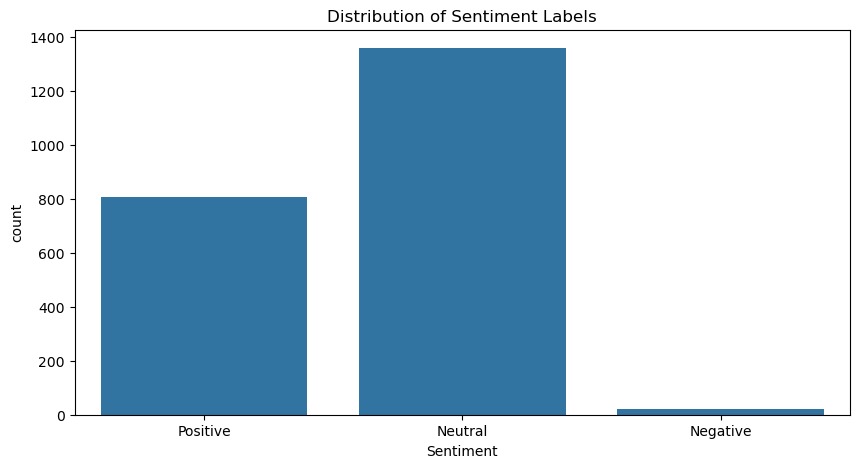 Distribution of Sentiment Labels
1400
1200
1000
800
600
400
200
0
count
Positive Neutral Negative
Sentiment